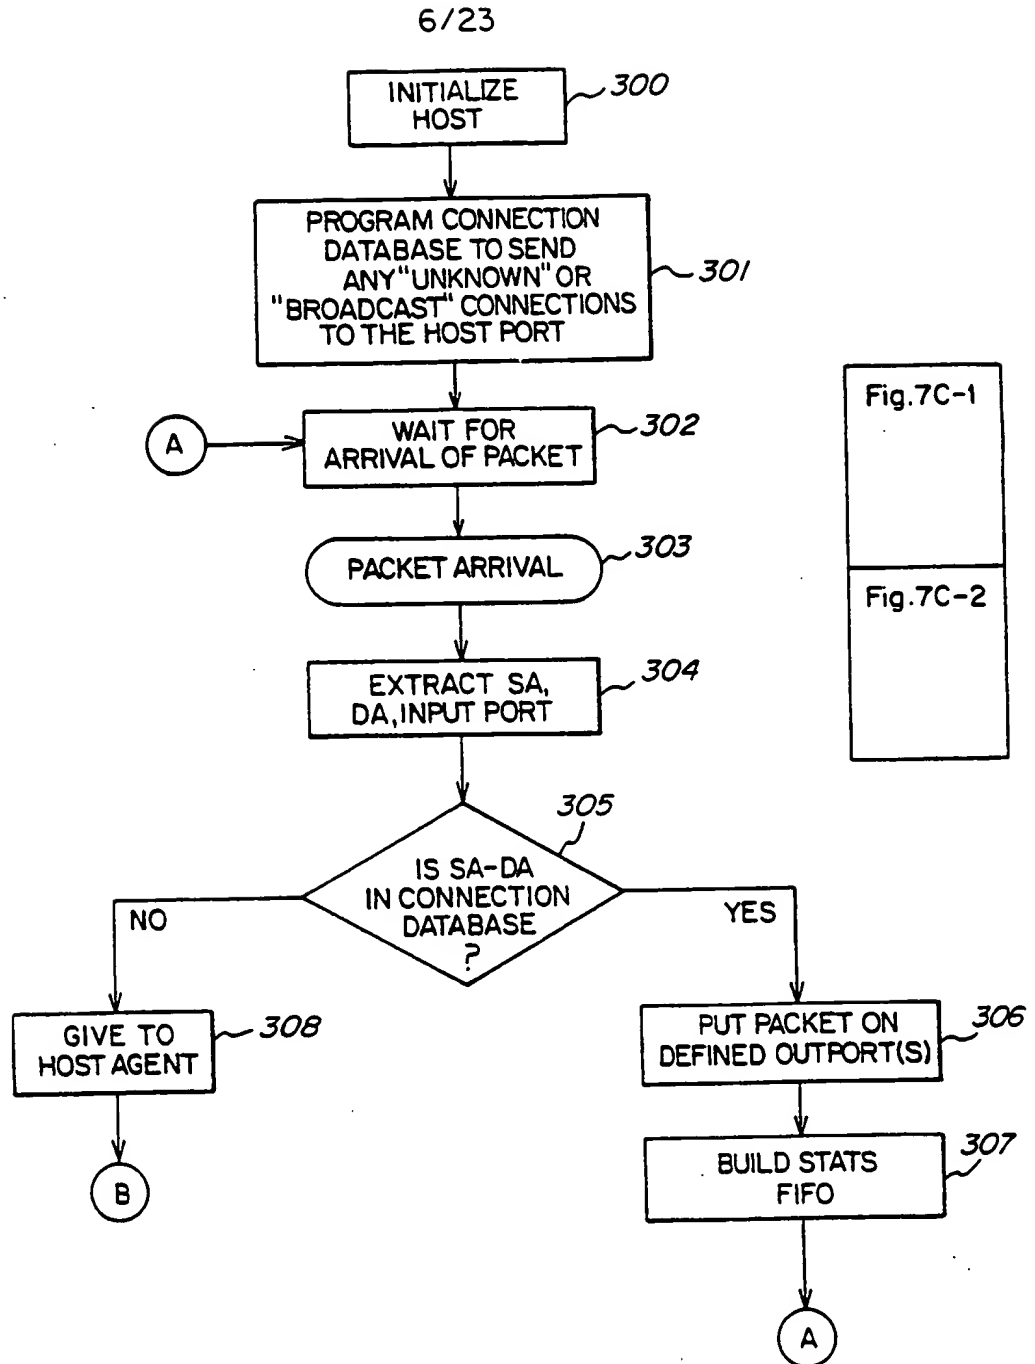 6/23
INITIALIZE
HOST
300
PROGRAM CONNECTION
DATABASE TO SEND
ANY "UNKNOWN" OR
"BROADCAST" CONNECTIONS
TO THE HOST PORT
301
A
WAIT FOR
ARRIVAL OF PACKET
302
Fig.7C-1
PACKET ARRIVAL
303
Fig.7C-2
EXTRACT SA,
DA, INPUT PORT
304
305
IS SA-DA
IN CONNECTION
DATABASE
?
NO
YES
GIVE TO
HOST AGENT
308
PUT PACKET ON
DEFINED OUTPORT(S)
306
B
BUILD STATS
FIFO
307
A